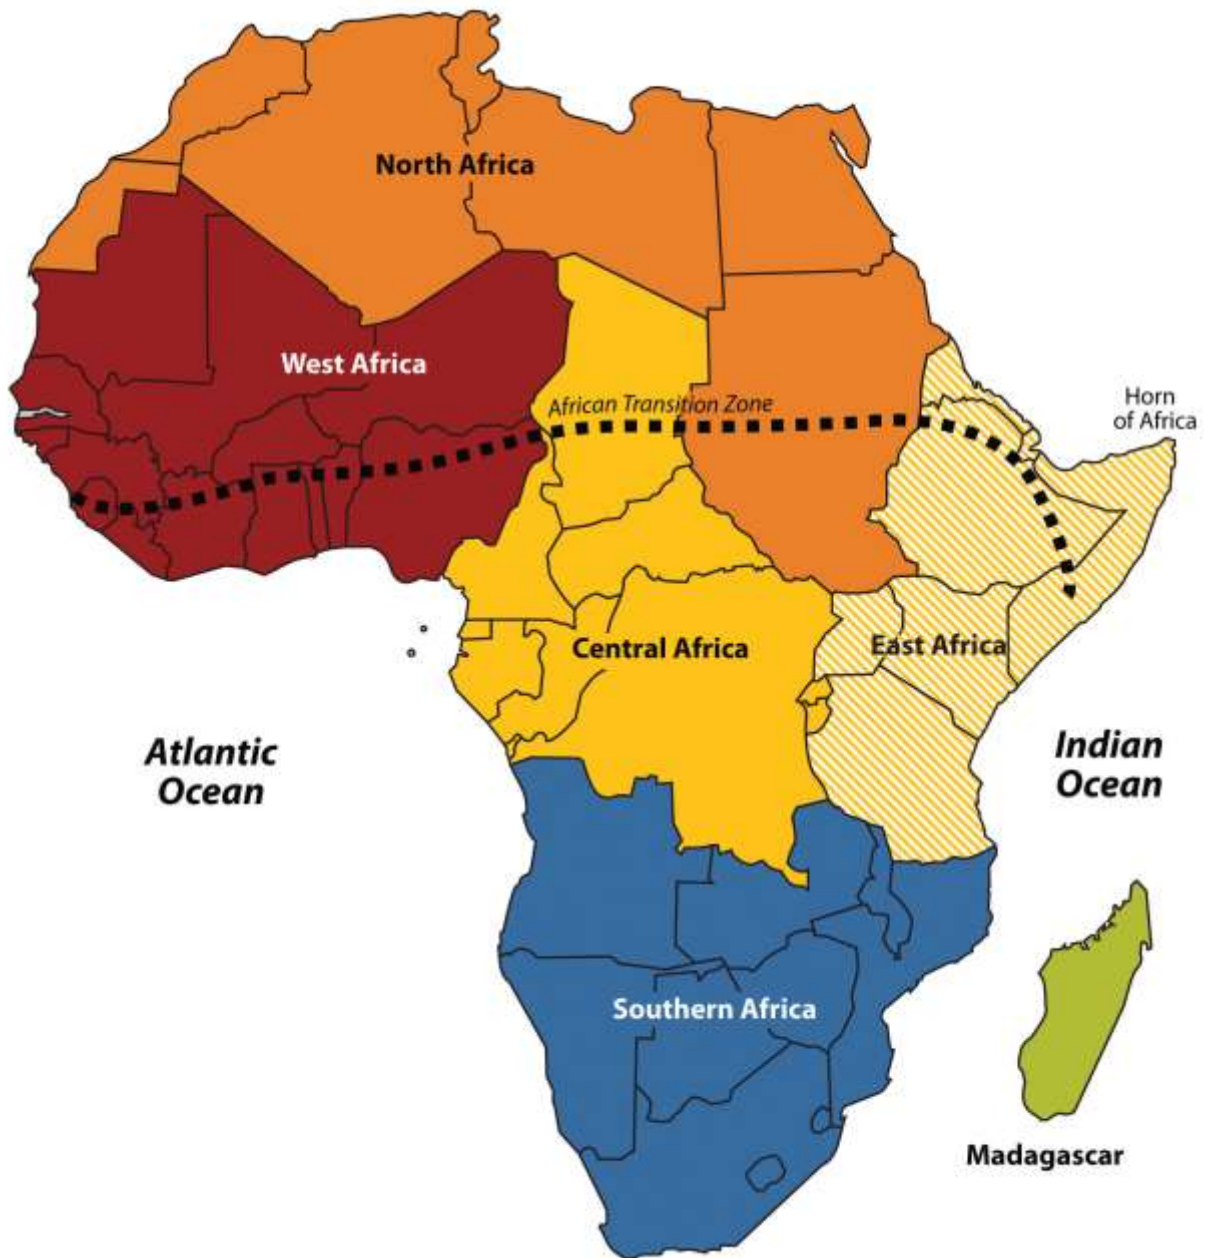 North Africa
West Africa
African Transition Zone
Horn
of Africa
Central Africa
East Africa
Atlantic
Ocean
Indian
Ocean
Southern Africa
Madagascar